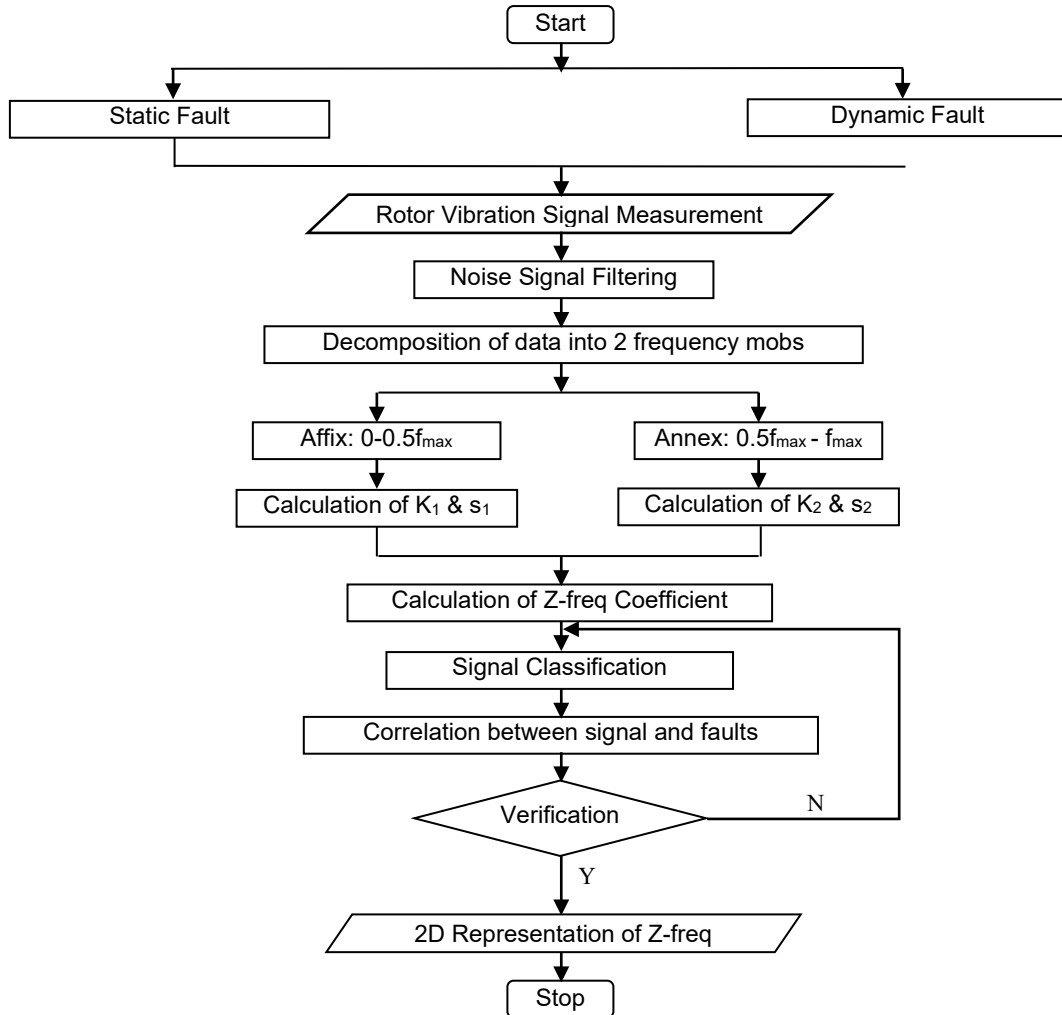 Start
Static Fault
Dynamic Fault
Rotor Vibration Signal Measurement
Noise Signal Filtering
Decomposition of data into 2 frequency mobs
Affix: 0-0.5fmax
Annex: 0.5fmax - fmax
Calculation of K1 & s1
Calculation of K2 & s2
Calculation of Z-freq Coefficient
Signal Classification
Correlation between signal and faults
Verification
N
Y
2D Representation of Z-freq
Stop